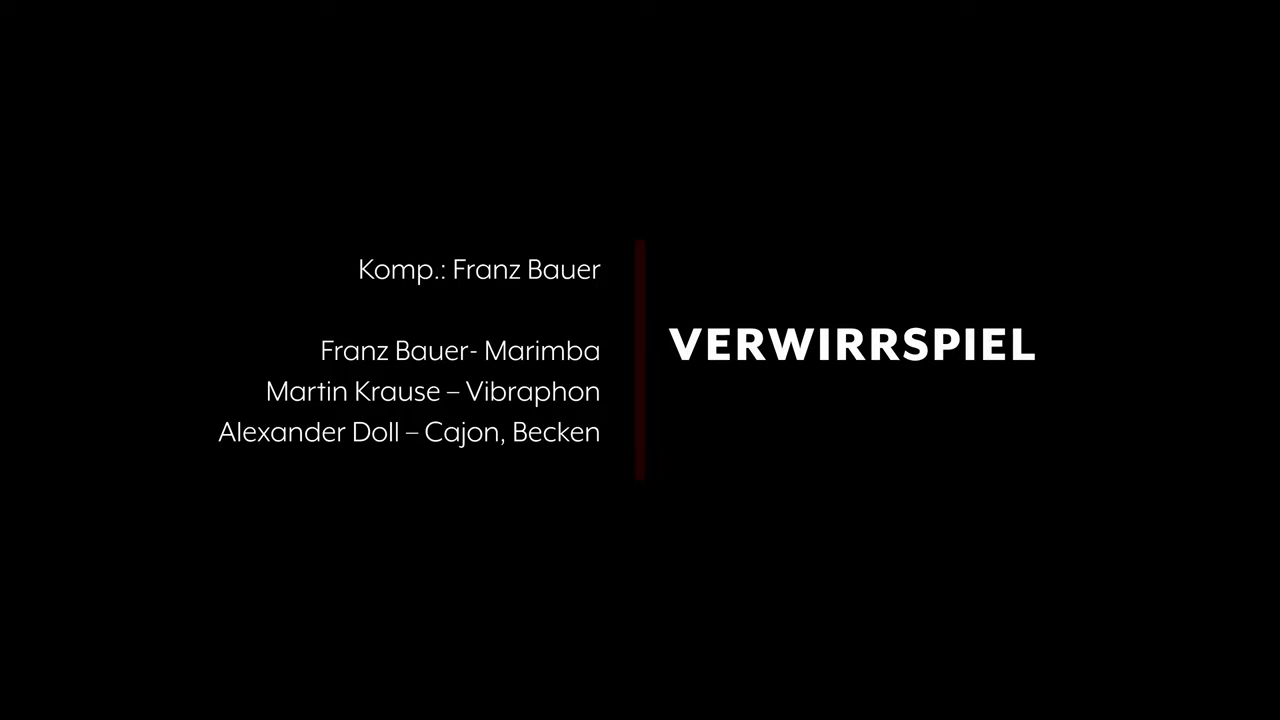 Komp.: Franz Bauer
Franz Bauer- Marimba
Martin Krause – Vibraphon
Alexander Doll – Cajon, Becken
VERWIRRSPIEL